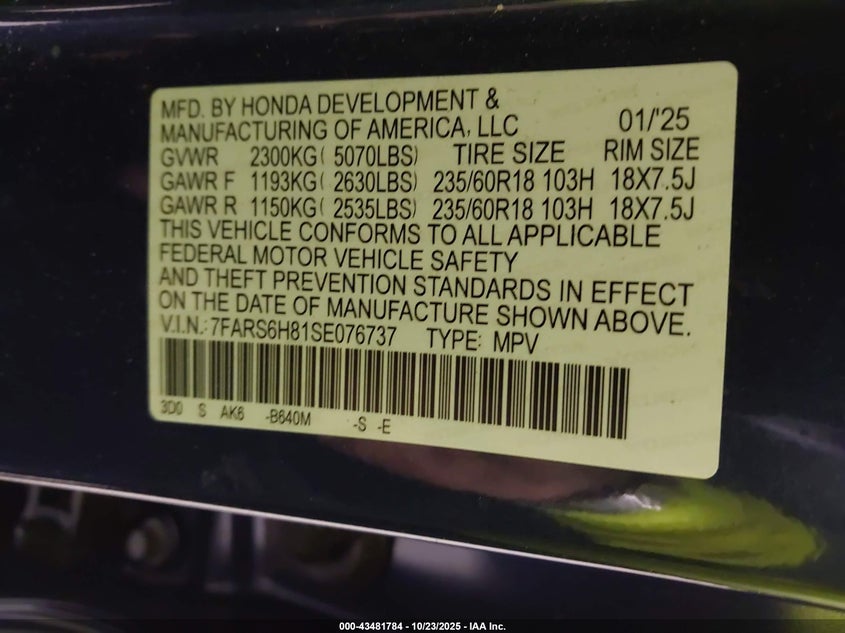 MFD. BY HONDA DEVELOPMENT &
MANUFACTURING OF AMERICA, LLC 01/'25
GVWR 2300KG( 5070LBS) TIRE SIZE RIM SIZE
GAWR F 1193KG( 2630LBS) 235/60R18 103H 18X7.5J
GAWR R 1150KG( 2535LBS) 235/60R18 103H 18X7.5J
THIS VEHICLE CONFORMS TO ALL APPLICABLE
FEDERAL MOTOR VEHICLE SAFETY
AND THEFT PREVENTION STANDARDS IN EFFECT
ON THE DATE OF MANUFACTURE SHOWN ABOVE.
V.I.N.: 7FARS6H81SE076737 TYPE: MPV
3D0 S AK6 -B640M -S -E
000-43481784 - 10/23/2025 - IAA Inc.